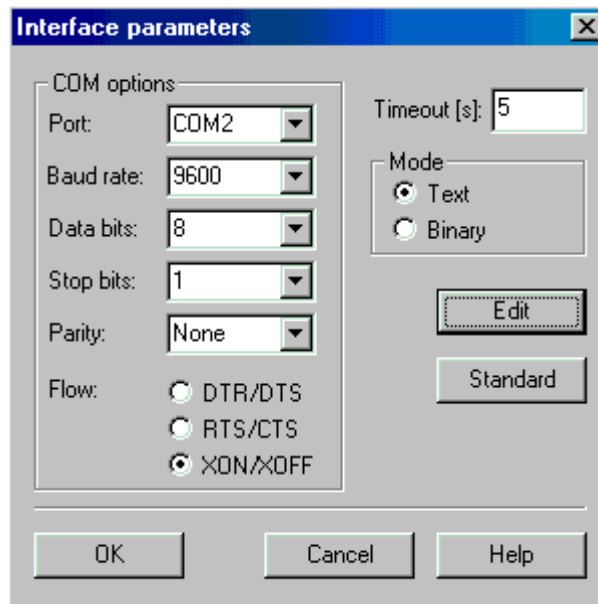 Interface parameters
COM options
Port: COM2
Baud rate: 9600
Data bits: 8
Stop bits: 1
Parity: None
Flow:
DTR/DTS
RTS/CTS
XON/XOFF
Timeout [s]: 5
Mode
Text
Binary
Edit
Standard
OK
Cancel
Help